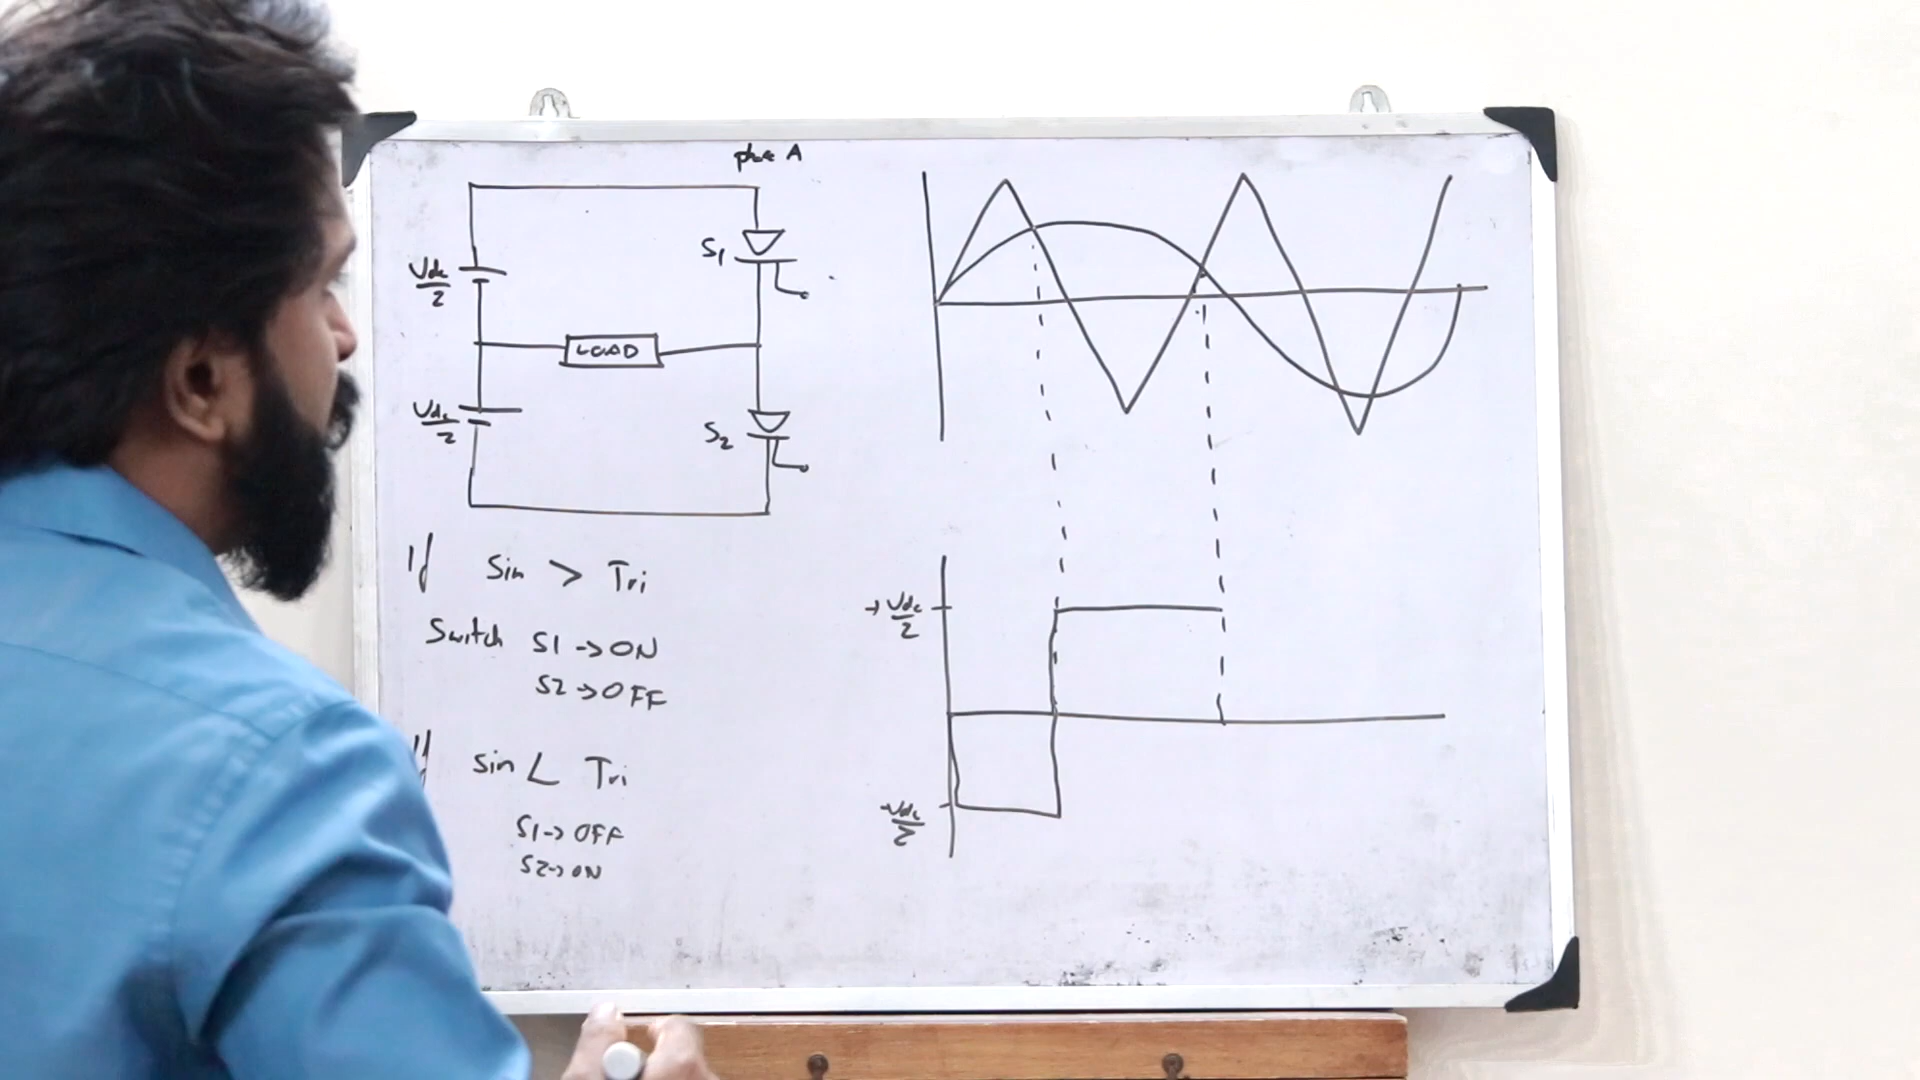 phase A
S1
Vdc
2
LOAD
Vdc
2
S2
If Sin > Tri
Switch S1 -> ON
S2 -> OFF
If Sin < Tri
S1 -> OFF
S2 -> ON
+Vdc
2
-Vdc
2